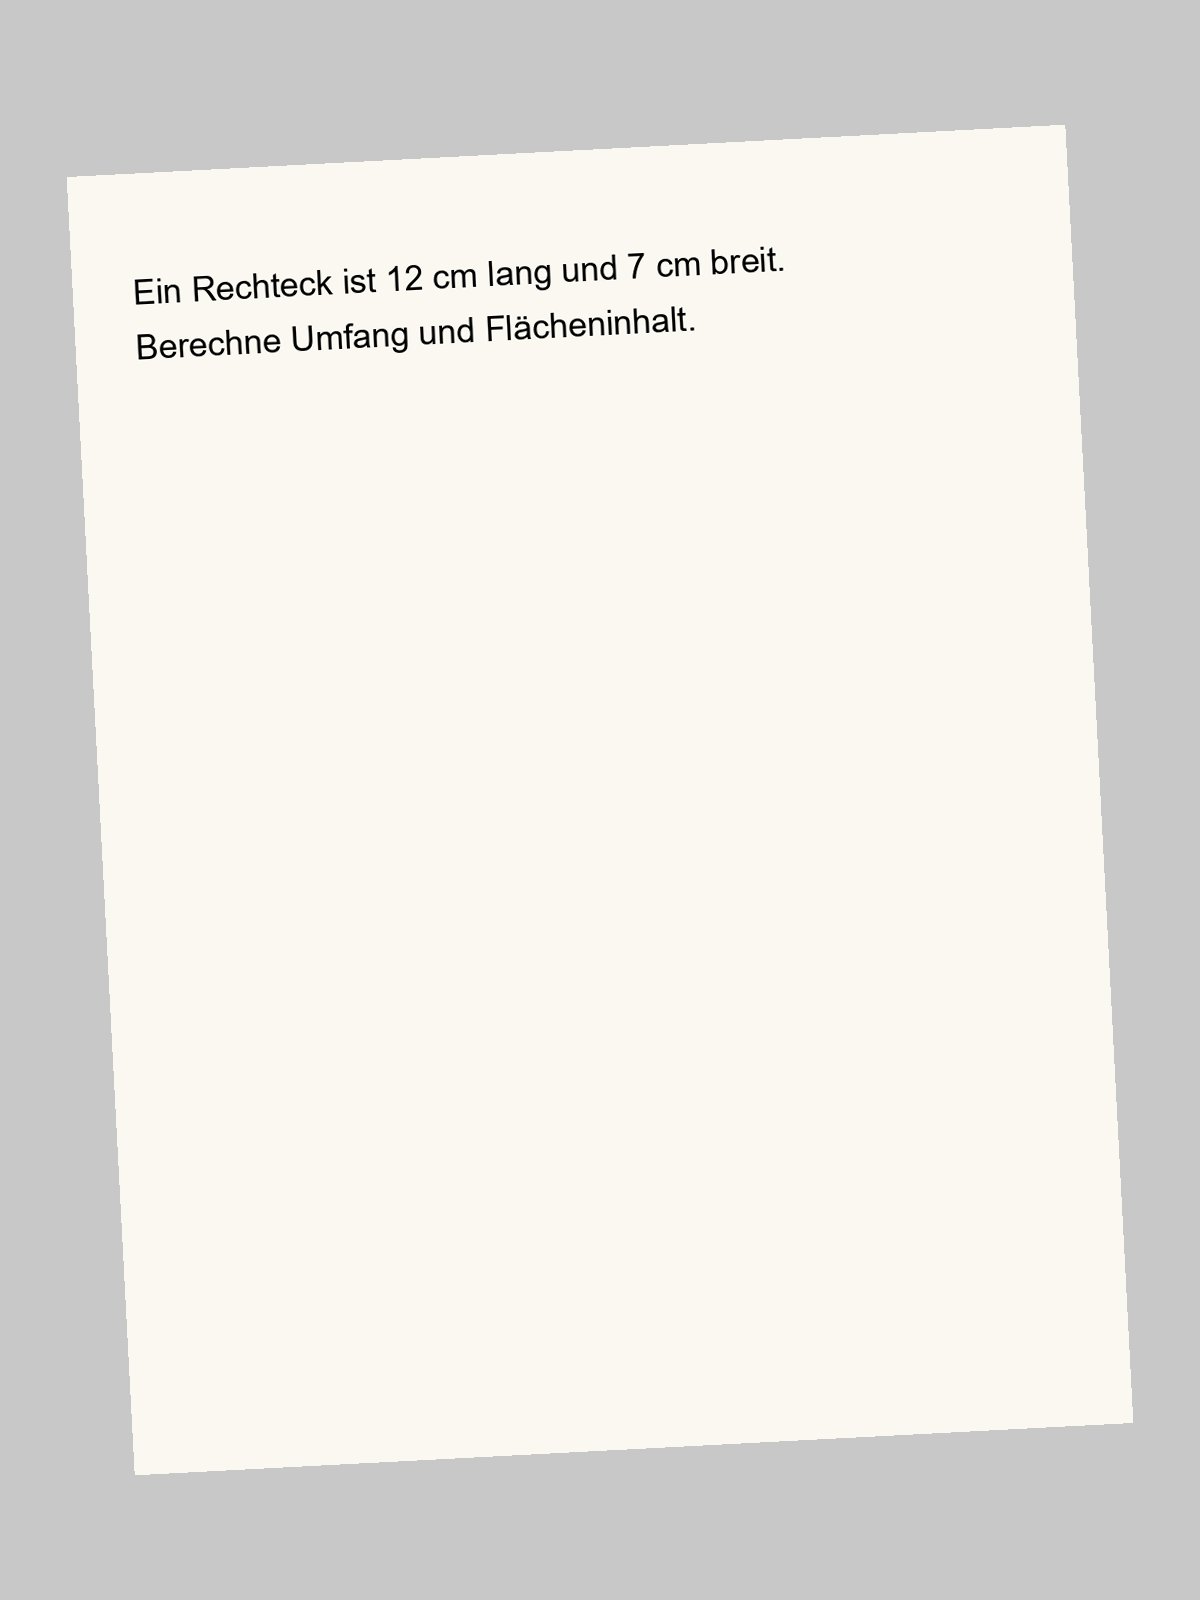 Ein Rechteck ist 12 cm lang und 7 cm breit.
Berechne Umfang und Flächeninhalt.